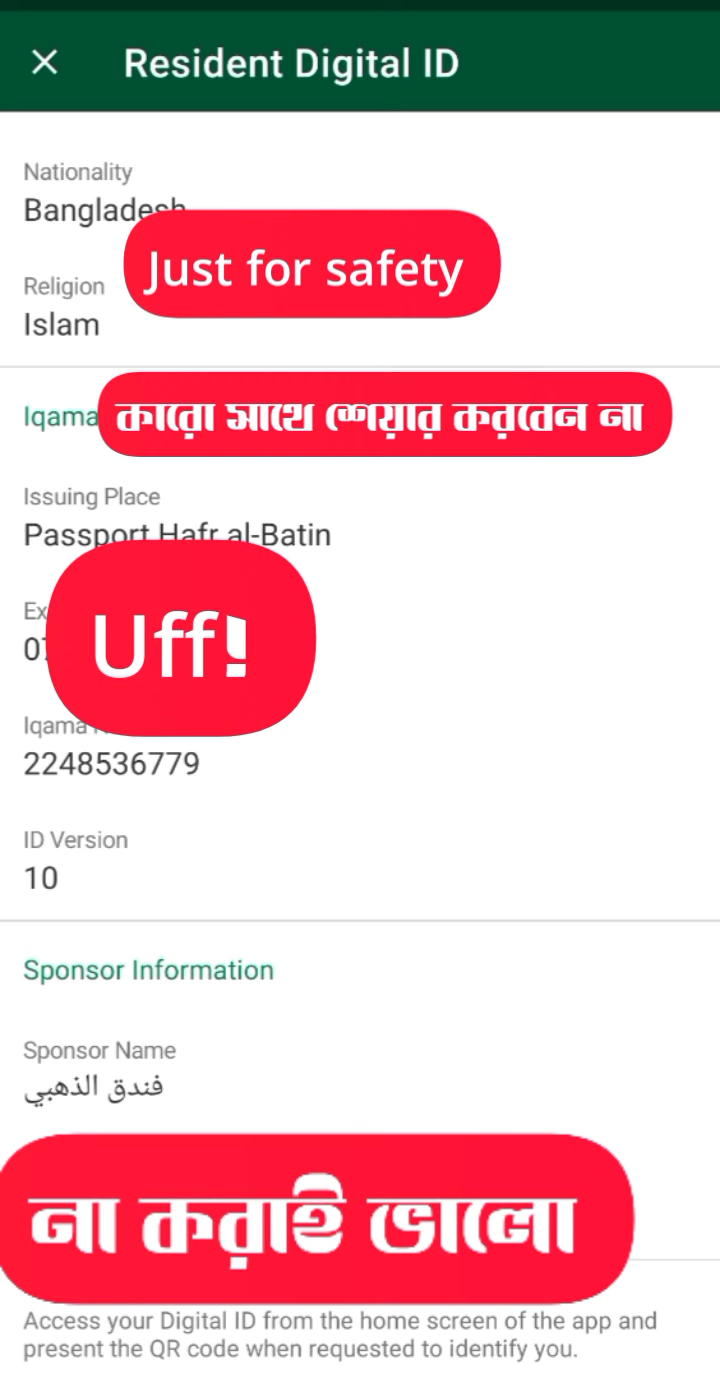 Resident Digital ID
Nationality
Bangladesh
Just for safety
Religion
Islam
Iqama
কারো সাথে শেয়ার করবেন না
Issuing Place
Passport Hafr al-Batin
Uff!
Iqama
2248536779
ID Version
10
Sponsor Information
Sponsor Name
فندق الذهبي
না করাই ভালো
Access your Digital ID from the home screen of the app and
present the QR code when requested to identify you.